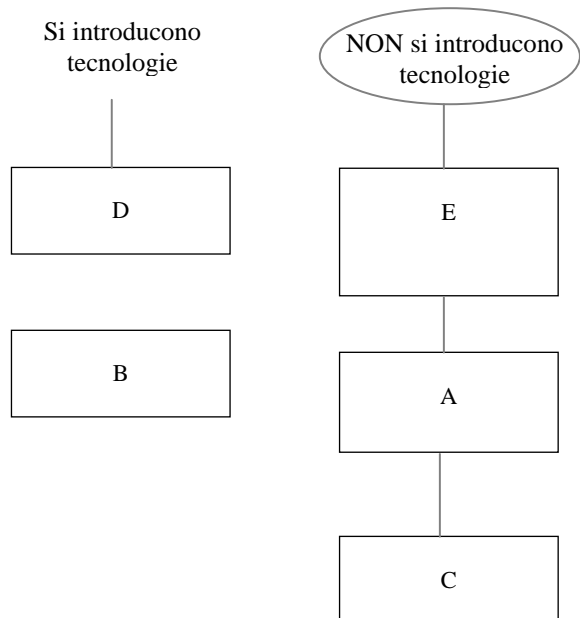 Si introducono
tecnologie
NON si introducono
tecnologie
D
E
B
A
C